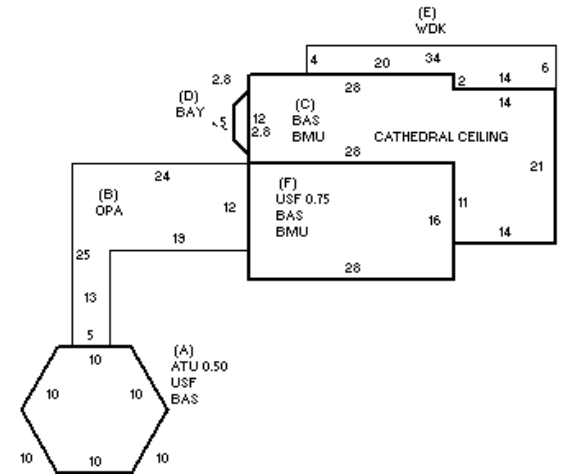 (E)
WDK
4
20
34
6
2.8
28
2
14
14
(D)
BAY
5
12
2.8
(C)
BAS
BMU
CATHEDRAL CEILING
28
21
24
(B)
OPA
12
(F)
USF 0.75
BAS
BMU
11
16
14
19
25
28
13
5
10
(A)
ATU 0.50
USF
BAS
10
10
10
10
10